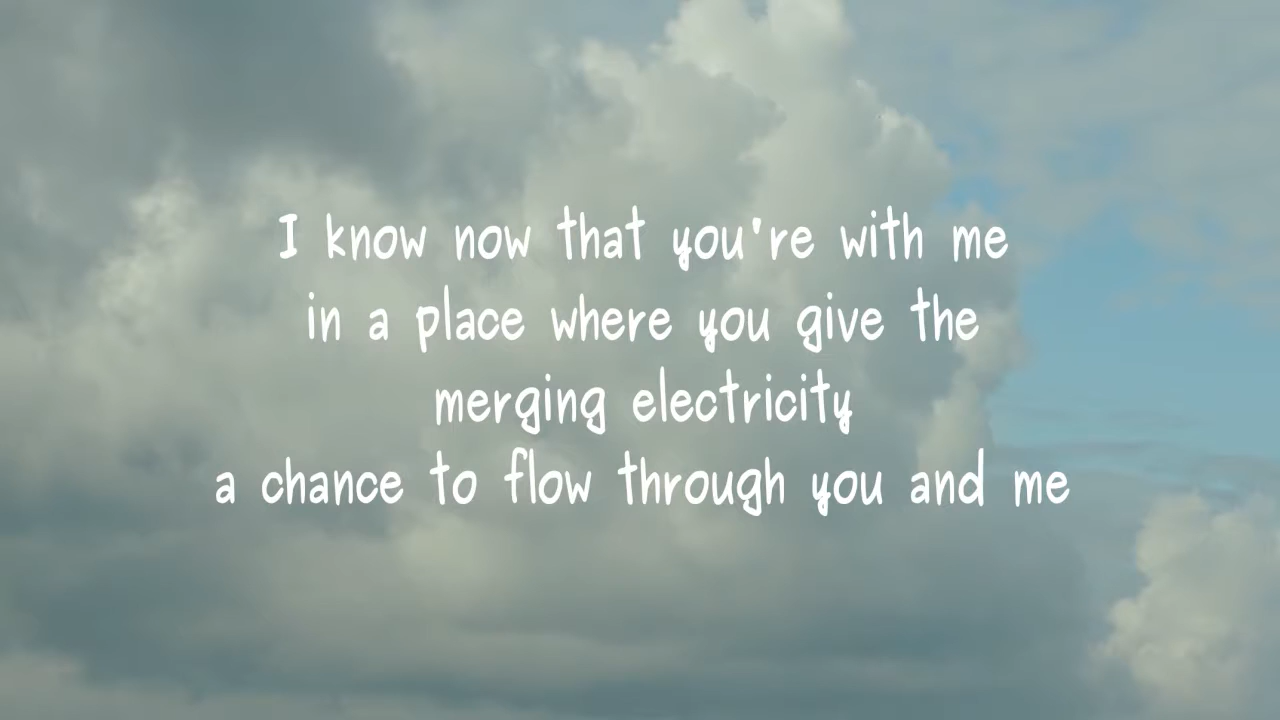 I know now that you're with me
in a place where you give the
merging electricity
a chance to flow through you and me